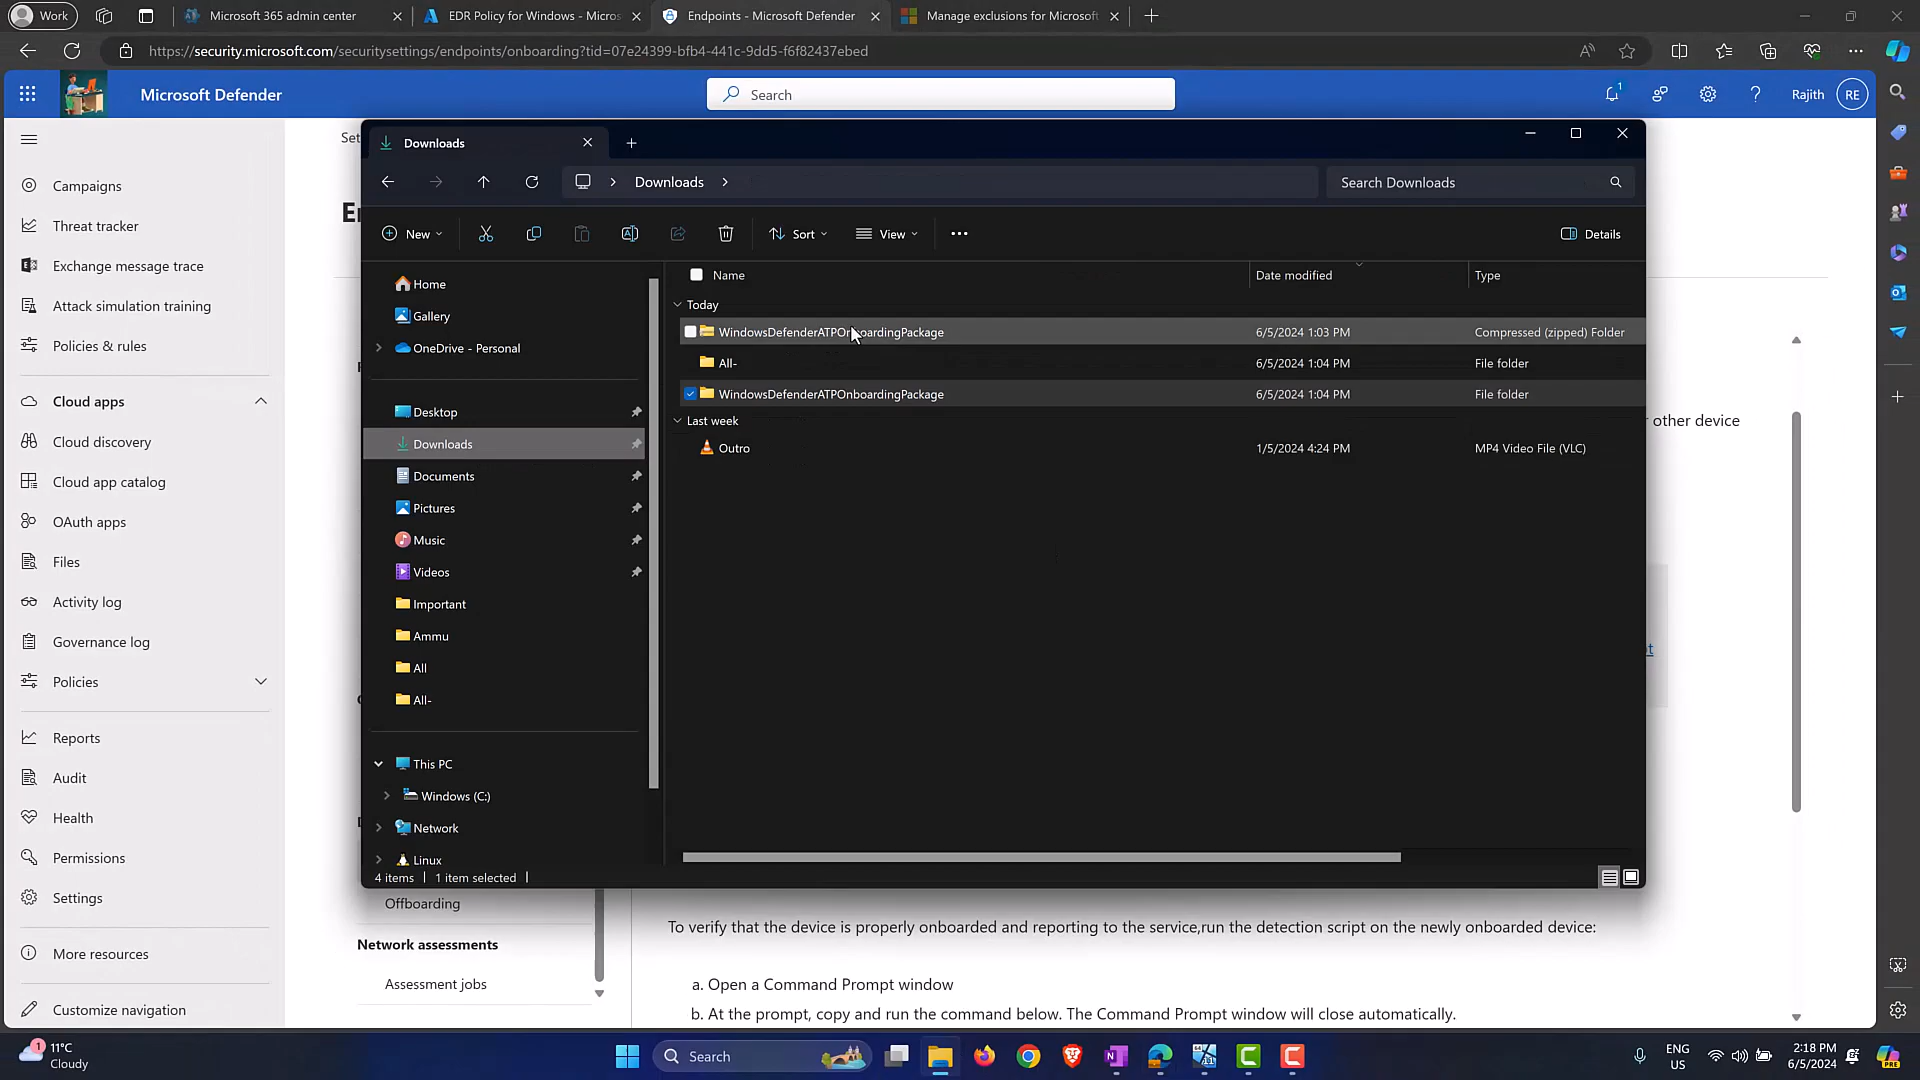 Work
Microsoft 365 admin center
EDR Policy for Windows - Micros
Endpoints - Microsoft Defender
Manage exclusions for Microsoft
https://security.microsoft.com/securitysettings/endpoints/onboarding?tid=07e24399-bfb4-441c-9dd5-f6f82437ebed
Microsoft Defender
Search
1
Rajith
RE
Campaigns
Threat tracker
Exchange message trace
Attack simulation training
Policies & rules
Cloud apps
Cloud discovery
Cloud app catalog
OAuth apps
Files
Activity log
Governance log
Policies
Reports
Audit
Health
Permissions
Settings
More resources
Customize navigation
Set
Downloads
Downloads
Search Downloads
New
Sort
View
Details
Home
Gallery
OneDrive - Personal
Desktop
Downloads
Documents
Pictures
Music
Videos
Important
Ammu
All
All-
This PC
Windows (C:)
Network
Linux
Name
Date modified
Type
Today
WindowsDefenderATPOnboardingPackage
6/5/2024 1:03 PM
Compressed (zipped) Folder
All-
6/5/2024 1:04 PM
File folder
WindowsDefenderATPOnboardingPackage
6/5/2024 1:04 PM
File folder
Last week
Outro
1/5/2024 4:24 PM
MP4 Video File (VLC)
4 items
1 item selected
other device
Offboarding
Network assessments
Assessment jobs
To verify that the device is properly onboarded and reporting to the service,run the detection script on the newly onboarded device:
a. Open a Command Prompt window
b. At the prompt, copy and run the command below. The Command Prompt window will close automatically.
1
11°C
Cloudy
Search
ENG
US
2:18 PM
6/5/2024
PRE